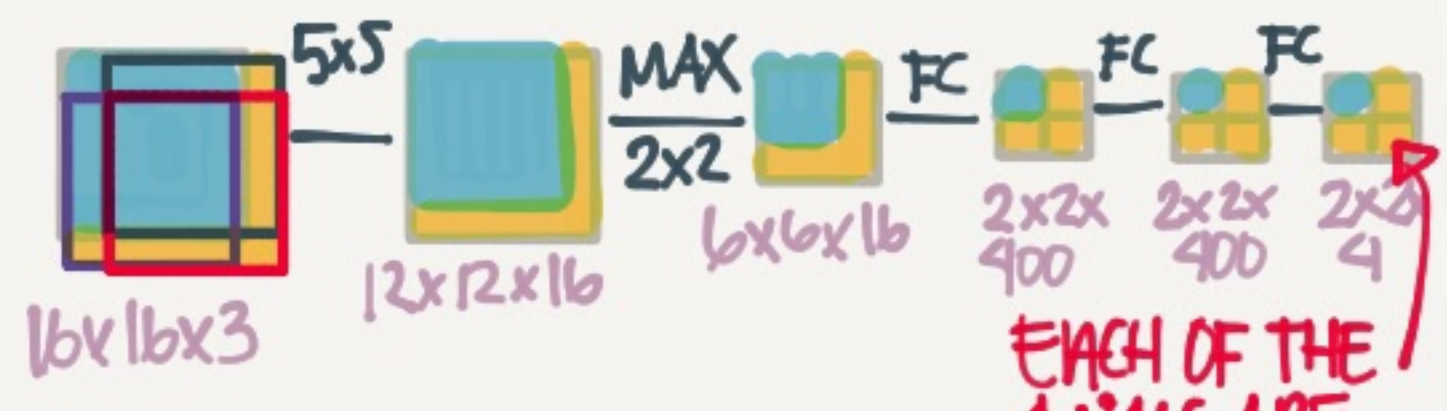 5x5
MAX
2x2
FC
FC
FC
16x16x3
12x12x16
6x6x16
2x2x
400
2x2x
400
2x2
4
EACH OF THE